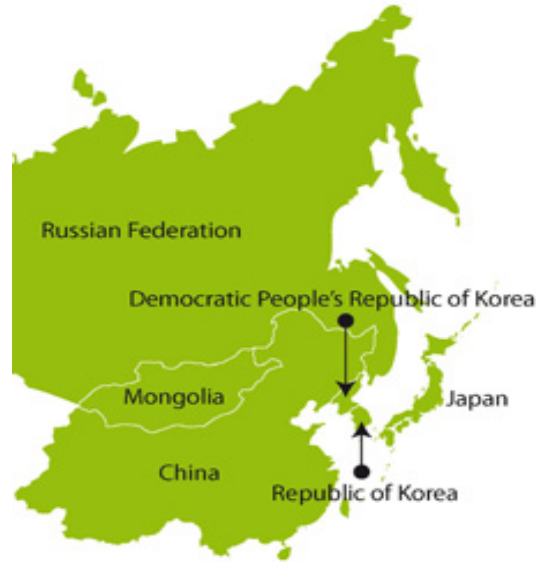 Russian Federation
Democratic People's Republic of Korea
Mongolia
Japan
China
Republic of Korea